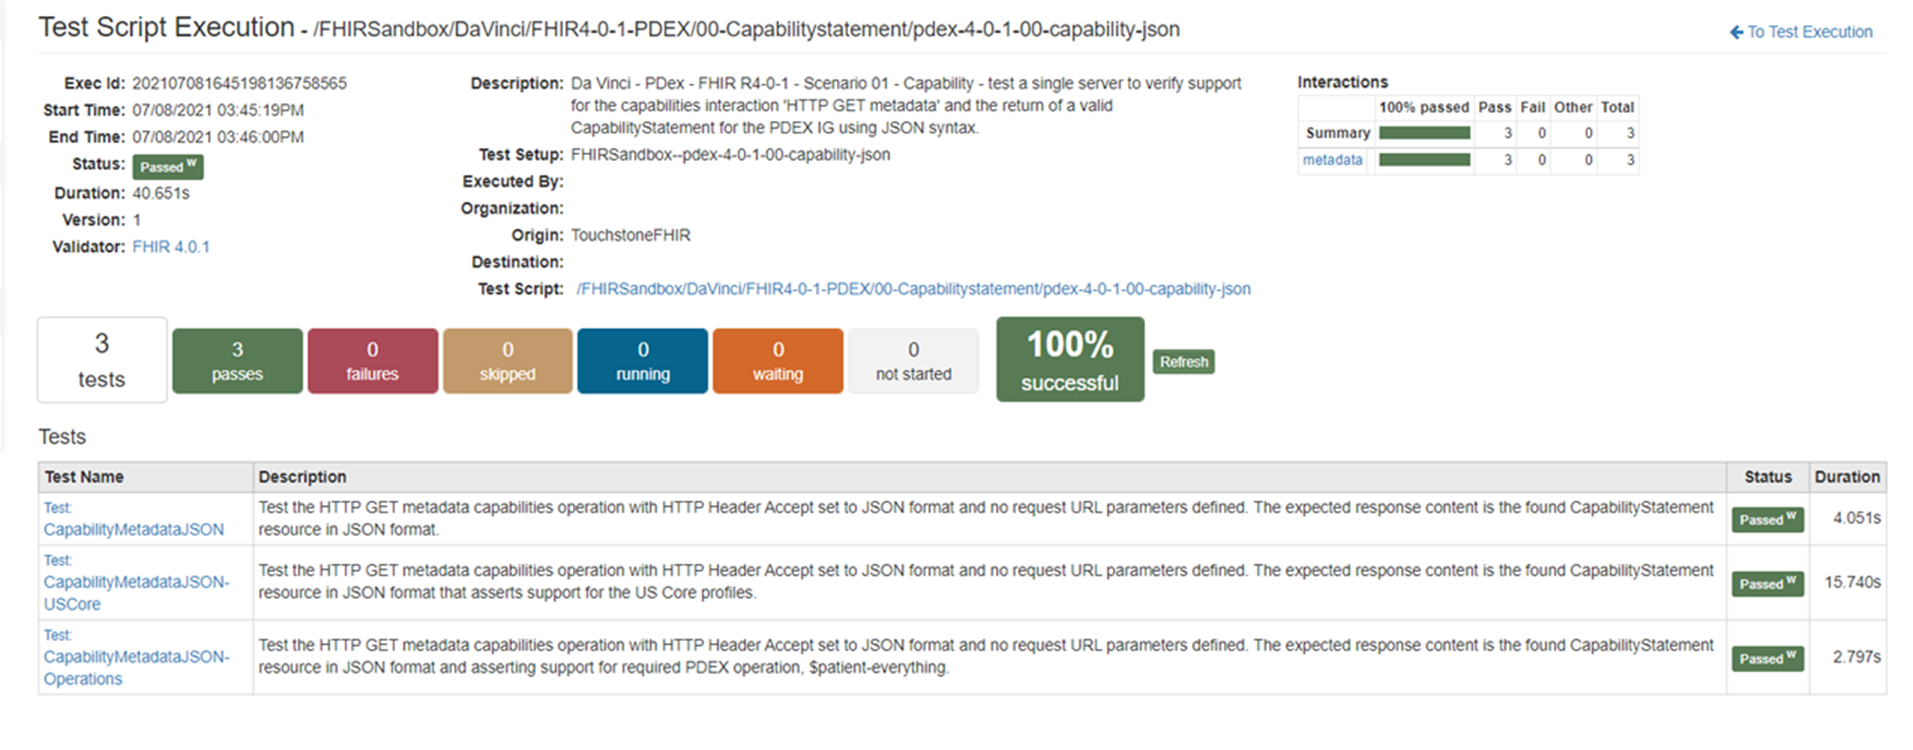 Test Script Execution - /FHIRSandbox/DaVinci/FHIR4-0-1-PDEX/00-Capabilitystatement/pdex-4-0-1-00-capability-json
To Test Execution
Exec Id: 20210708164519813675 8565
Start Time: 07/08/2021 03:45:19PM
End Time: 07/08/2021 03:46:00PM
Status: Passed W
Duration: 40.651s
Version: 1
Validator: FHIR 4.0.1
Description: Da Vinci - PDex - FHIR R4-0-1 - Scenario 01 - Capability - test a single server to verify support
for the capabilities interaction 'HTTP GET metadata' and the return of a valid
CapabilityStatement for the PDEX IG using JSON syntax.
Test Setup: FHIRSandbox--pdex-4-0-1-00-capability-json
Executed By:
Organization:
Origin: TouchstoneFHIR
Destination:
Test Script: /FHIRSandbox/DaVinci/FHIR4-0-1-PDEX/00-Capabilitystatement/pdex-4-0-1-00-capability-json
Interactions
100% passed Pass Fail Other Total
Summary 3 0 0 3
metadata 3 0 0 3
3 tests
3 passes
0 failures
0 skipped
0 running
0 waiting
0 not started
100% successful
Refresh
Tests
Test Name Description Status Duration
Test:
CapabilityMetadataJSON
Test the HTTP GET metadata capabilities operation with HTTP Header Accept set to JSON format and no request URL parameters defined. The expected response content is the found CapabilityStatement
resource in JSON format.
Passed W 4.051s
Test:
CapabilityMetadataJSON-
USCore
Test the HTTP GET metadata capabilities operation with HTTP Header Accept set to JSON format and no request URL parameters defined. The expected response content is the found CapabilityStatement
resource in JSON format that asserts support for the US Core profiles.
Passed W 15.740s
Test:
CapabilityMetadataJSON-
Operations
Test the HTTP GET metadata capabilities operation with HTTP Header Accept set to JSON format and no request URL parameters defined. The expected response content is the found CapabilityStatement
resource in JSON format and asserting support for required PDEX operation, $patient-everything.
Passed W 2.797s